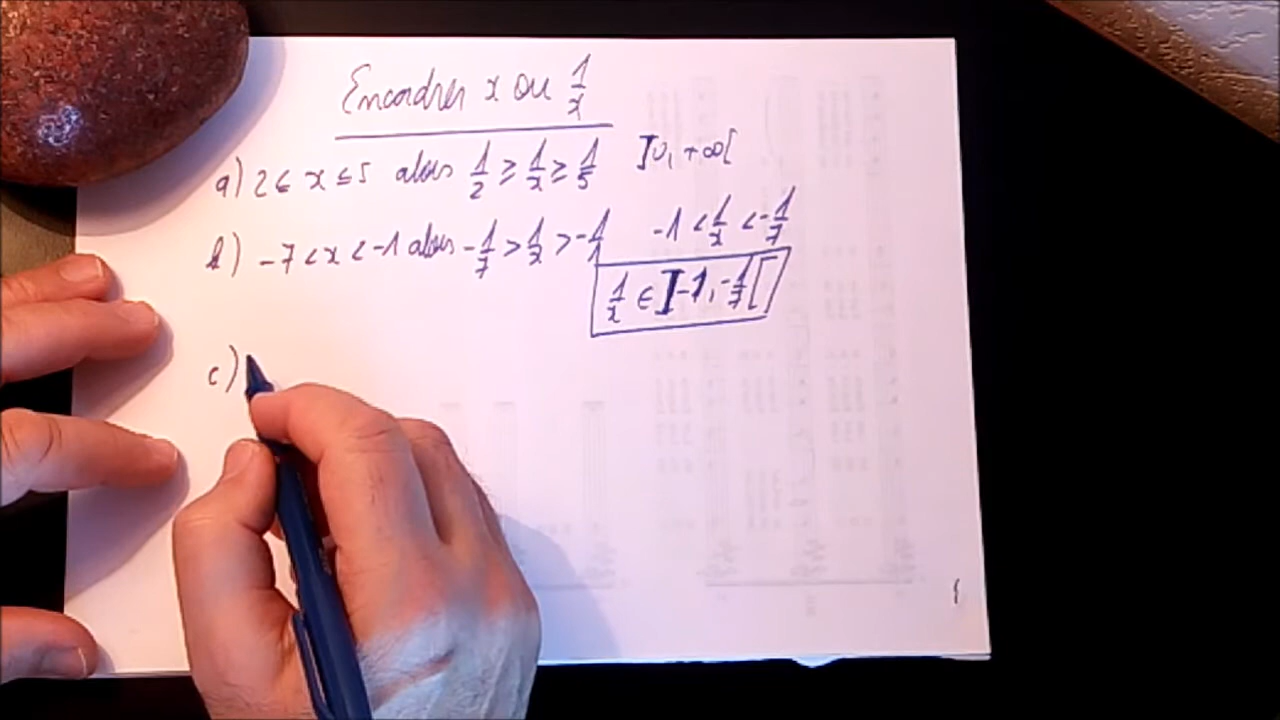 Encadrer x ou 1/x
a) 2 ≤ x ≤ 5 alors 1/2 ≥ 1/x ≥ 1/5 ]0, +∞[
b) -7 < x < -1 alors -1/7 > 1/x > -1/1 -1 < 1/x < -1/7
1/x ∈ ]-1, -1/7[
c)